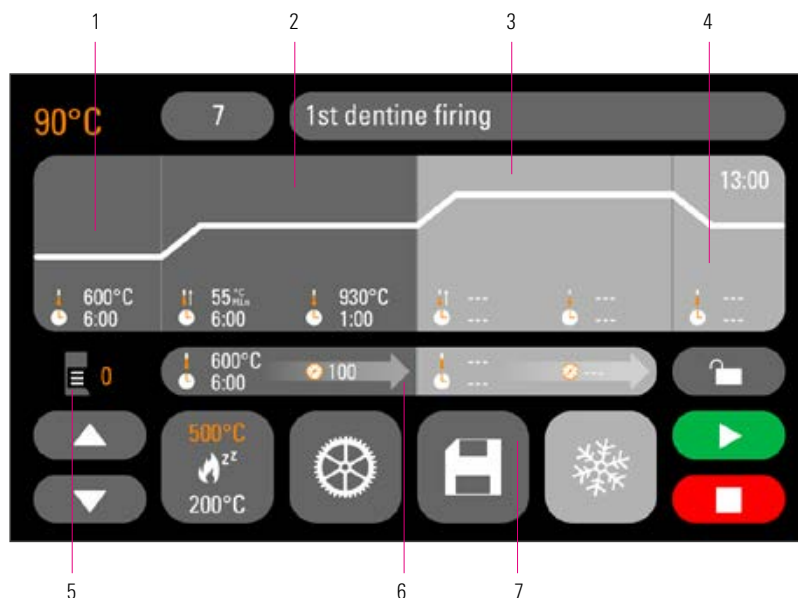 1 2 3 4
90°C 7 1st dentine firing
13:00
600°C 55 °C Min 930°C --- --- ---
6:00 6:00 1:00 --- --- ---
600°C 100 --- ---
6:00 ---
0
500°C
zz
200°C
5 6 7